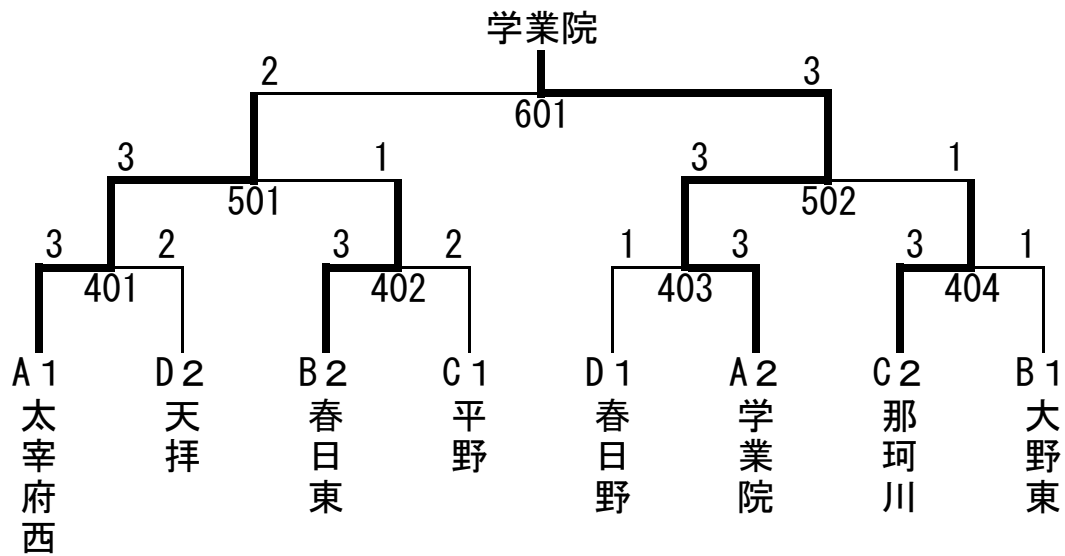 学業院
2 3
601
3 1 3 1
501 502
3 2 3 2 1 3 3 1
401 402 403 404
A1 D2 B2 C1 D1 A2 C2 B1
太宰府西
天拝
春日東
平野
春日野
学業院
那珂川
大野東